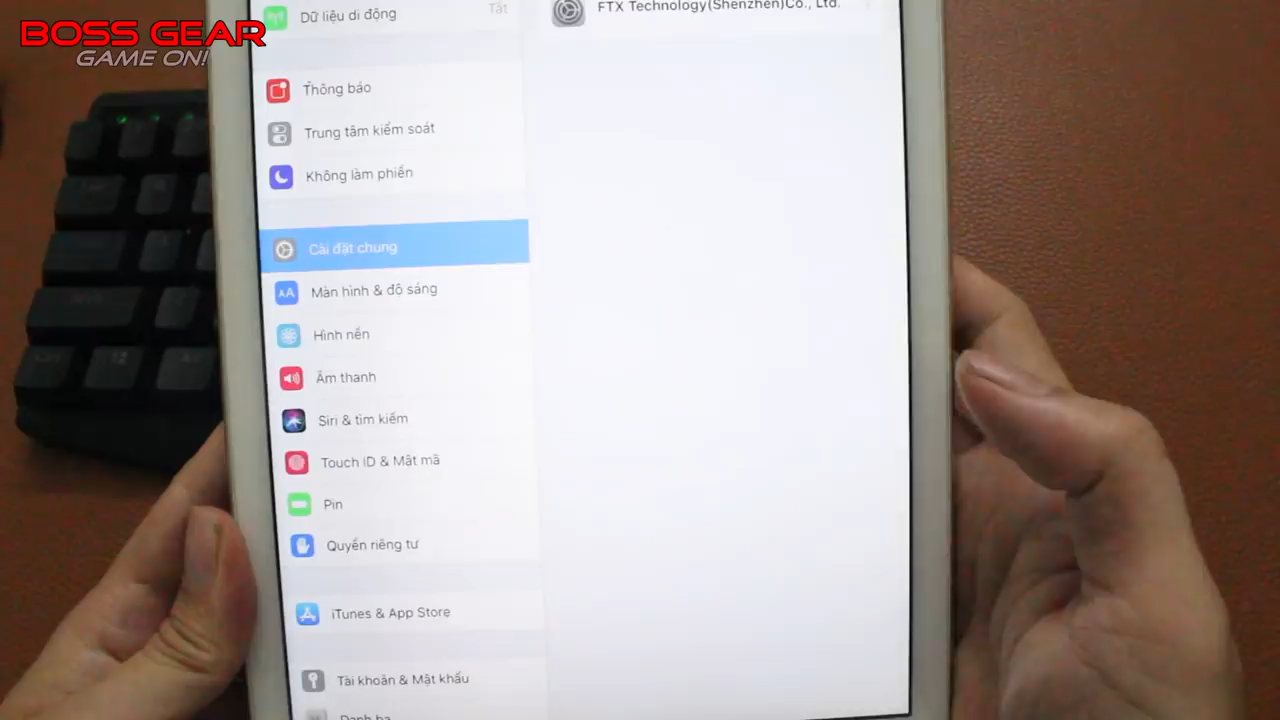 BOSS GEAR
GAME ON!
Dữ liệu di động
Tắt
FTX Technology(Shenzhen)Co., Ltd.
Thông báo
Trung tâm kiểm soát
Không làm phiền
Cài đặt chung
AA Màn hình & độ sáng
Hình nền
Âm thanh
Siri & tìm kiếm
Touch ID & Mật mã
Pin
Quyền riêng tư
iTunes & App Store
Tài khoản & Mật khẩu
Danh bạ